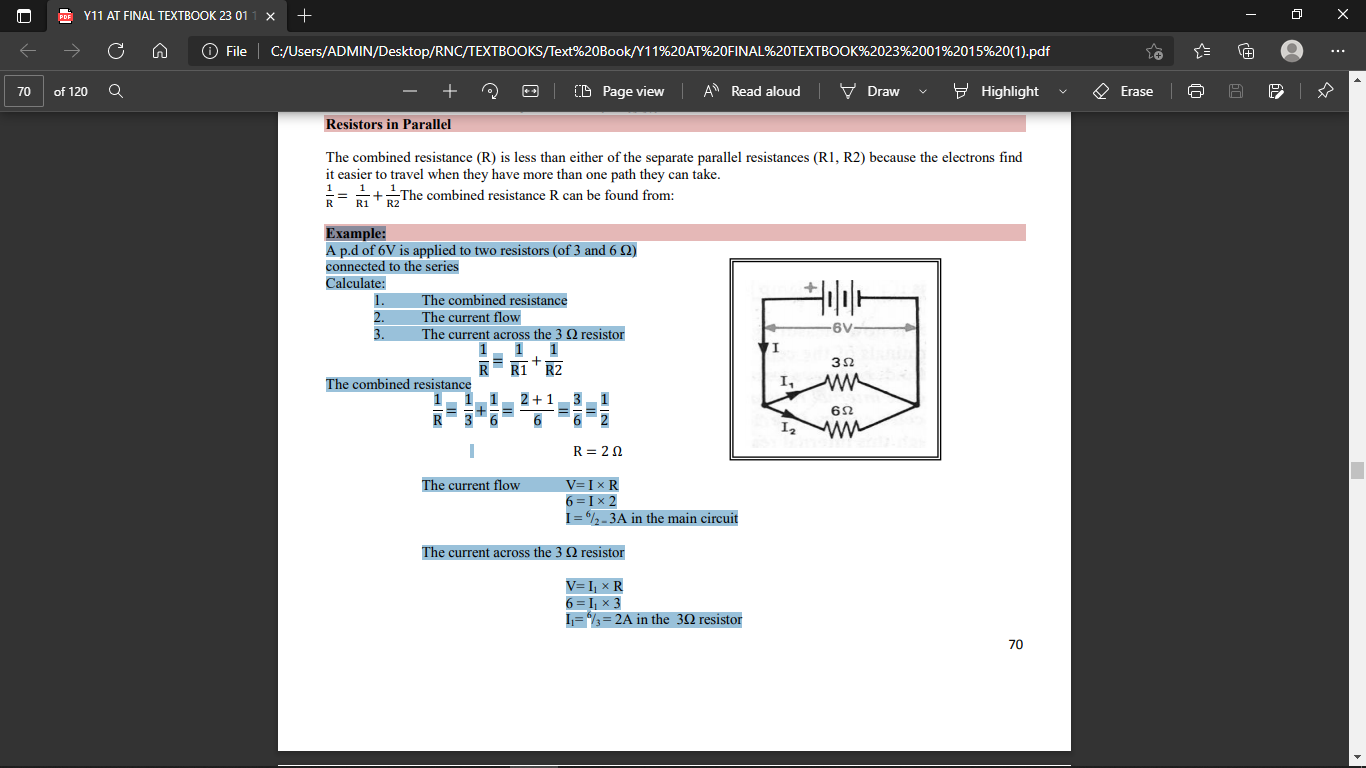 Y11 AT FINAL TEXTBOOK 23 01 1
File C:/Users/ADMIN/Desktop/RNC/TEXTBOOKS/Text%20Book/Y11%20AT%20FINAL%20TEXTBOOK%2023%2001%2015%20(1).pdf
70 of 120 Page view Read aloud Draw Highlight Erase
Resistors in Parallel
The combined resistance (R) is less than either of the separate parallel resistances (R1, R2) because the electrons find
it easier to travel when they have more than one path they can take.
1/R = 1/R1 + 1/R2 The combined resistance R can be found from:
Example:
A p.d of 6V is applied to two resistors (of 3 and 6 Ω)
connected to the series
Calculate:
1. The combined resistance
2. The current flow
3. The current across the 3 Ω resistor
1/R = 1/R1 + 1/R2
The combined resistance
1/R = 1/3 + 1/6 = 2 + 1/6 = 3/6 = 1/2
R = 2 Ω
The current flow V= I × R
6 = I × 2
I = 6/2 = 3A in the main circuit
The current across the 3 Ω resistor
V= I₁ × R
6 = I₁ × 3
I₁= 6/3 = 2A in the 3Ω resistor
+
6V
I
3Ω
I₁
6Ω
I₂
70